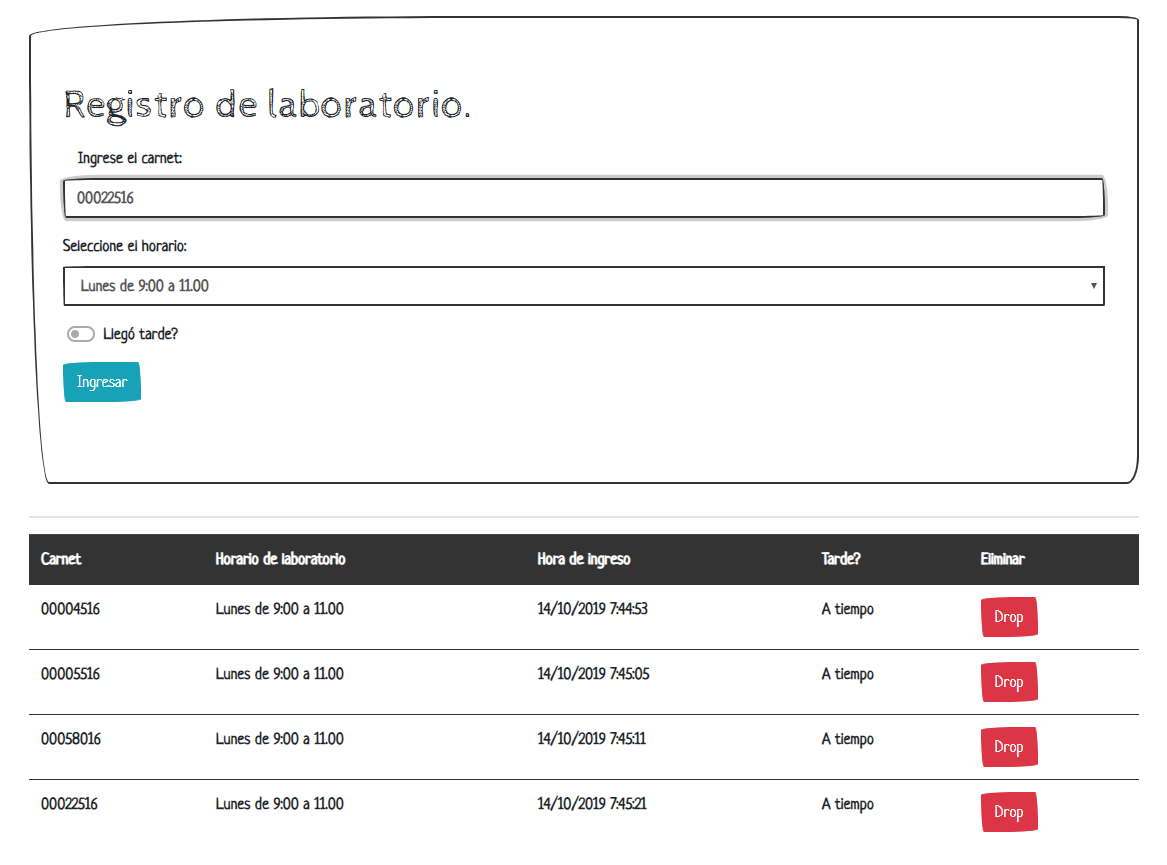 Registro de laboratorio.
Ingrese el carnet:
00022516
Seleccione el horario:
Lunes de 9:00 a 11.00
Llegó tarde?
Ingresar
Carnet Horario de laboratorio Hora de ingreso Tarde? Eliminar
00004516 Lunes de 9:00 a 11.00 14/10/2019 7:44:53 A tiempo Drop
00005516 Lunes de 9:00 a 11.00 14/10/2019 7:45:05 A tiempo Drop
00058016 Lunes de 9:00 a 11.00 14/10/2019 7:45:11 A tiempo Drop
00022516 Lunes de 9:00 a 11.00 14/10/2019 7:45:21 A tiempo Drop